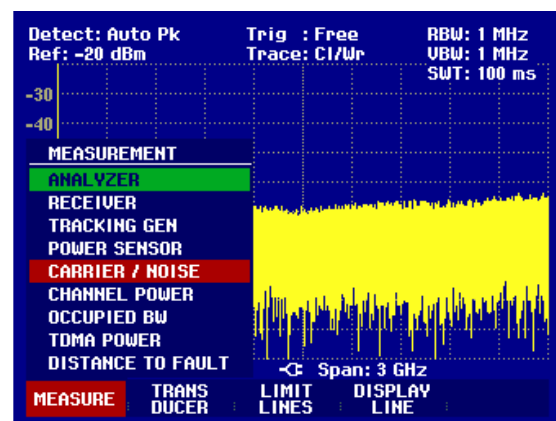 Detect: Auto Pk Trig : Free RBW: 1 MHz
Ref: -20 dBm Trace: Cl/Wr VBW: 1 MHz
SWT: 100 ms
-30
-40
MEASUREMENT
ANALYZER
RECEIVER
TRACKING GEN
POWER SENSOR
CARRIER / NOISE
CHANNEL POWER
OCCUPIED BW
TDMA POWER
DISTANCE TO FAULT
Span: 3 GHz
MEASURE TRANS LIMIT DISPLAY
DUCER LINES LINE